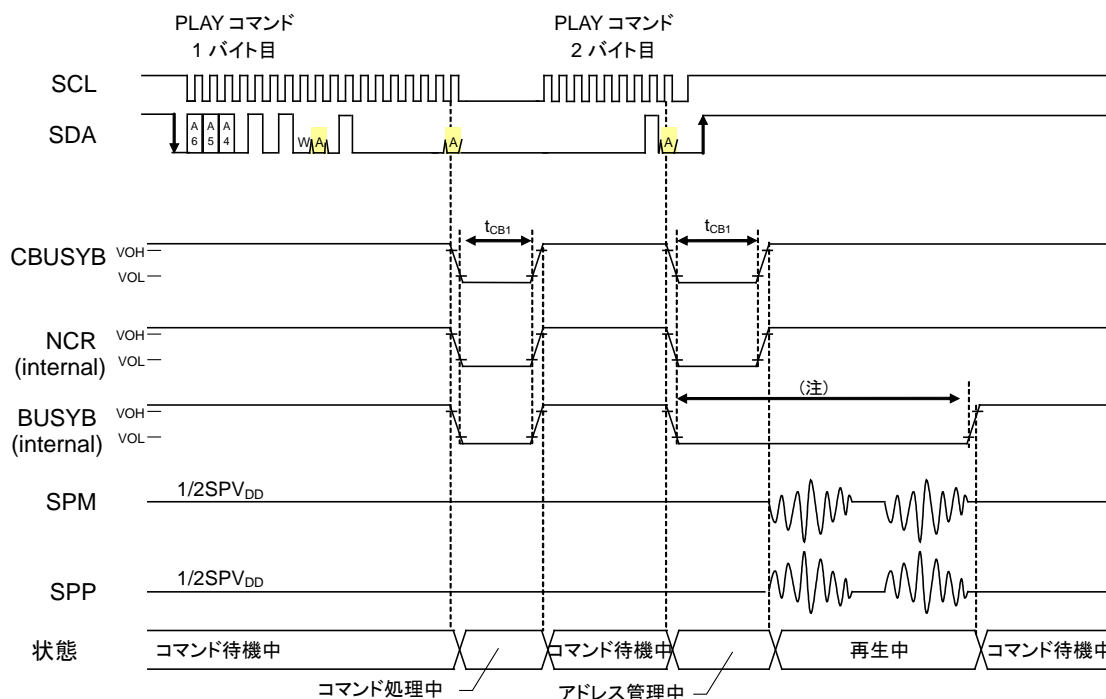 PLAY コマンド
1 バイト目
PLAY コマンド
2 バイト目
SCL
SDA
A6
A5
A4
W
A
A
A
tCB1
tCB1
CBUSYB
VOH
VOL
NCR
(internal)
VOH
VOL
(注)
BUSYB
(internal)
VOH
VOL
SPM
1/2SPVDD
SPP
1/2SPVDD
状態
コマンド待機中
コマンド待機中
再生中
コマンド待機中
コマンド処理中
アドレス管理中